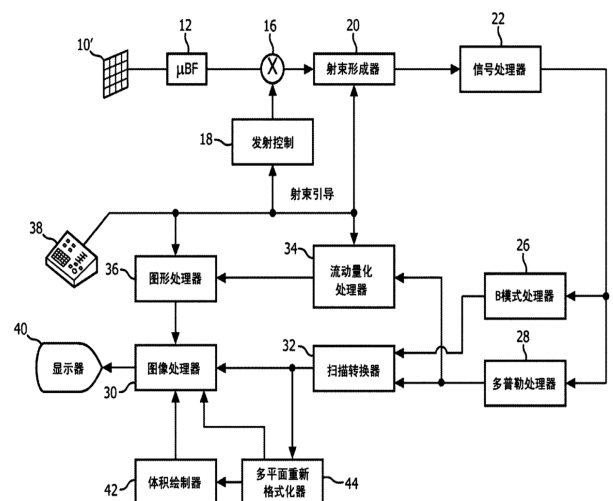 10'
12
μBF
16
X
20
射束形成器
22
信号处理器
18
发射控制
射束引导
38
36
图形处理器
34
流动量化
处理器
26
B模式处理器
40
显示器
图像处理器
30
32
扫描转换器
28
多普勒处理器
42
体积绘制器
多平面重新
格式化器
44